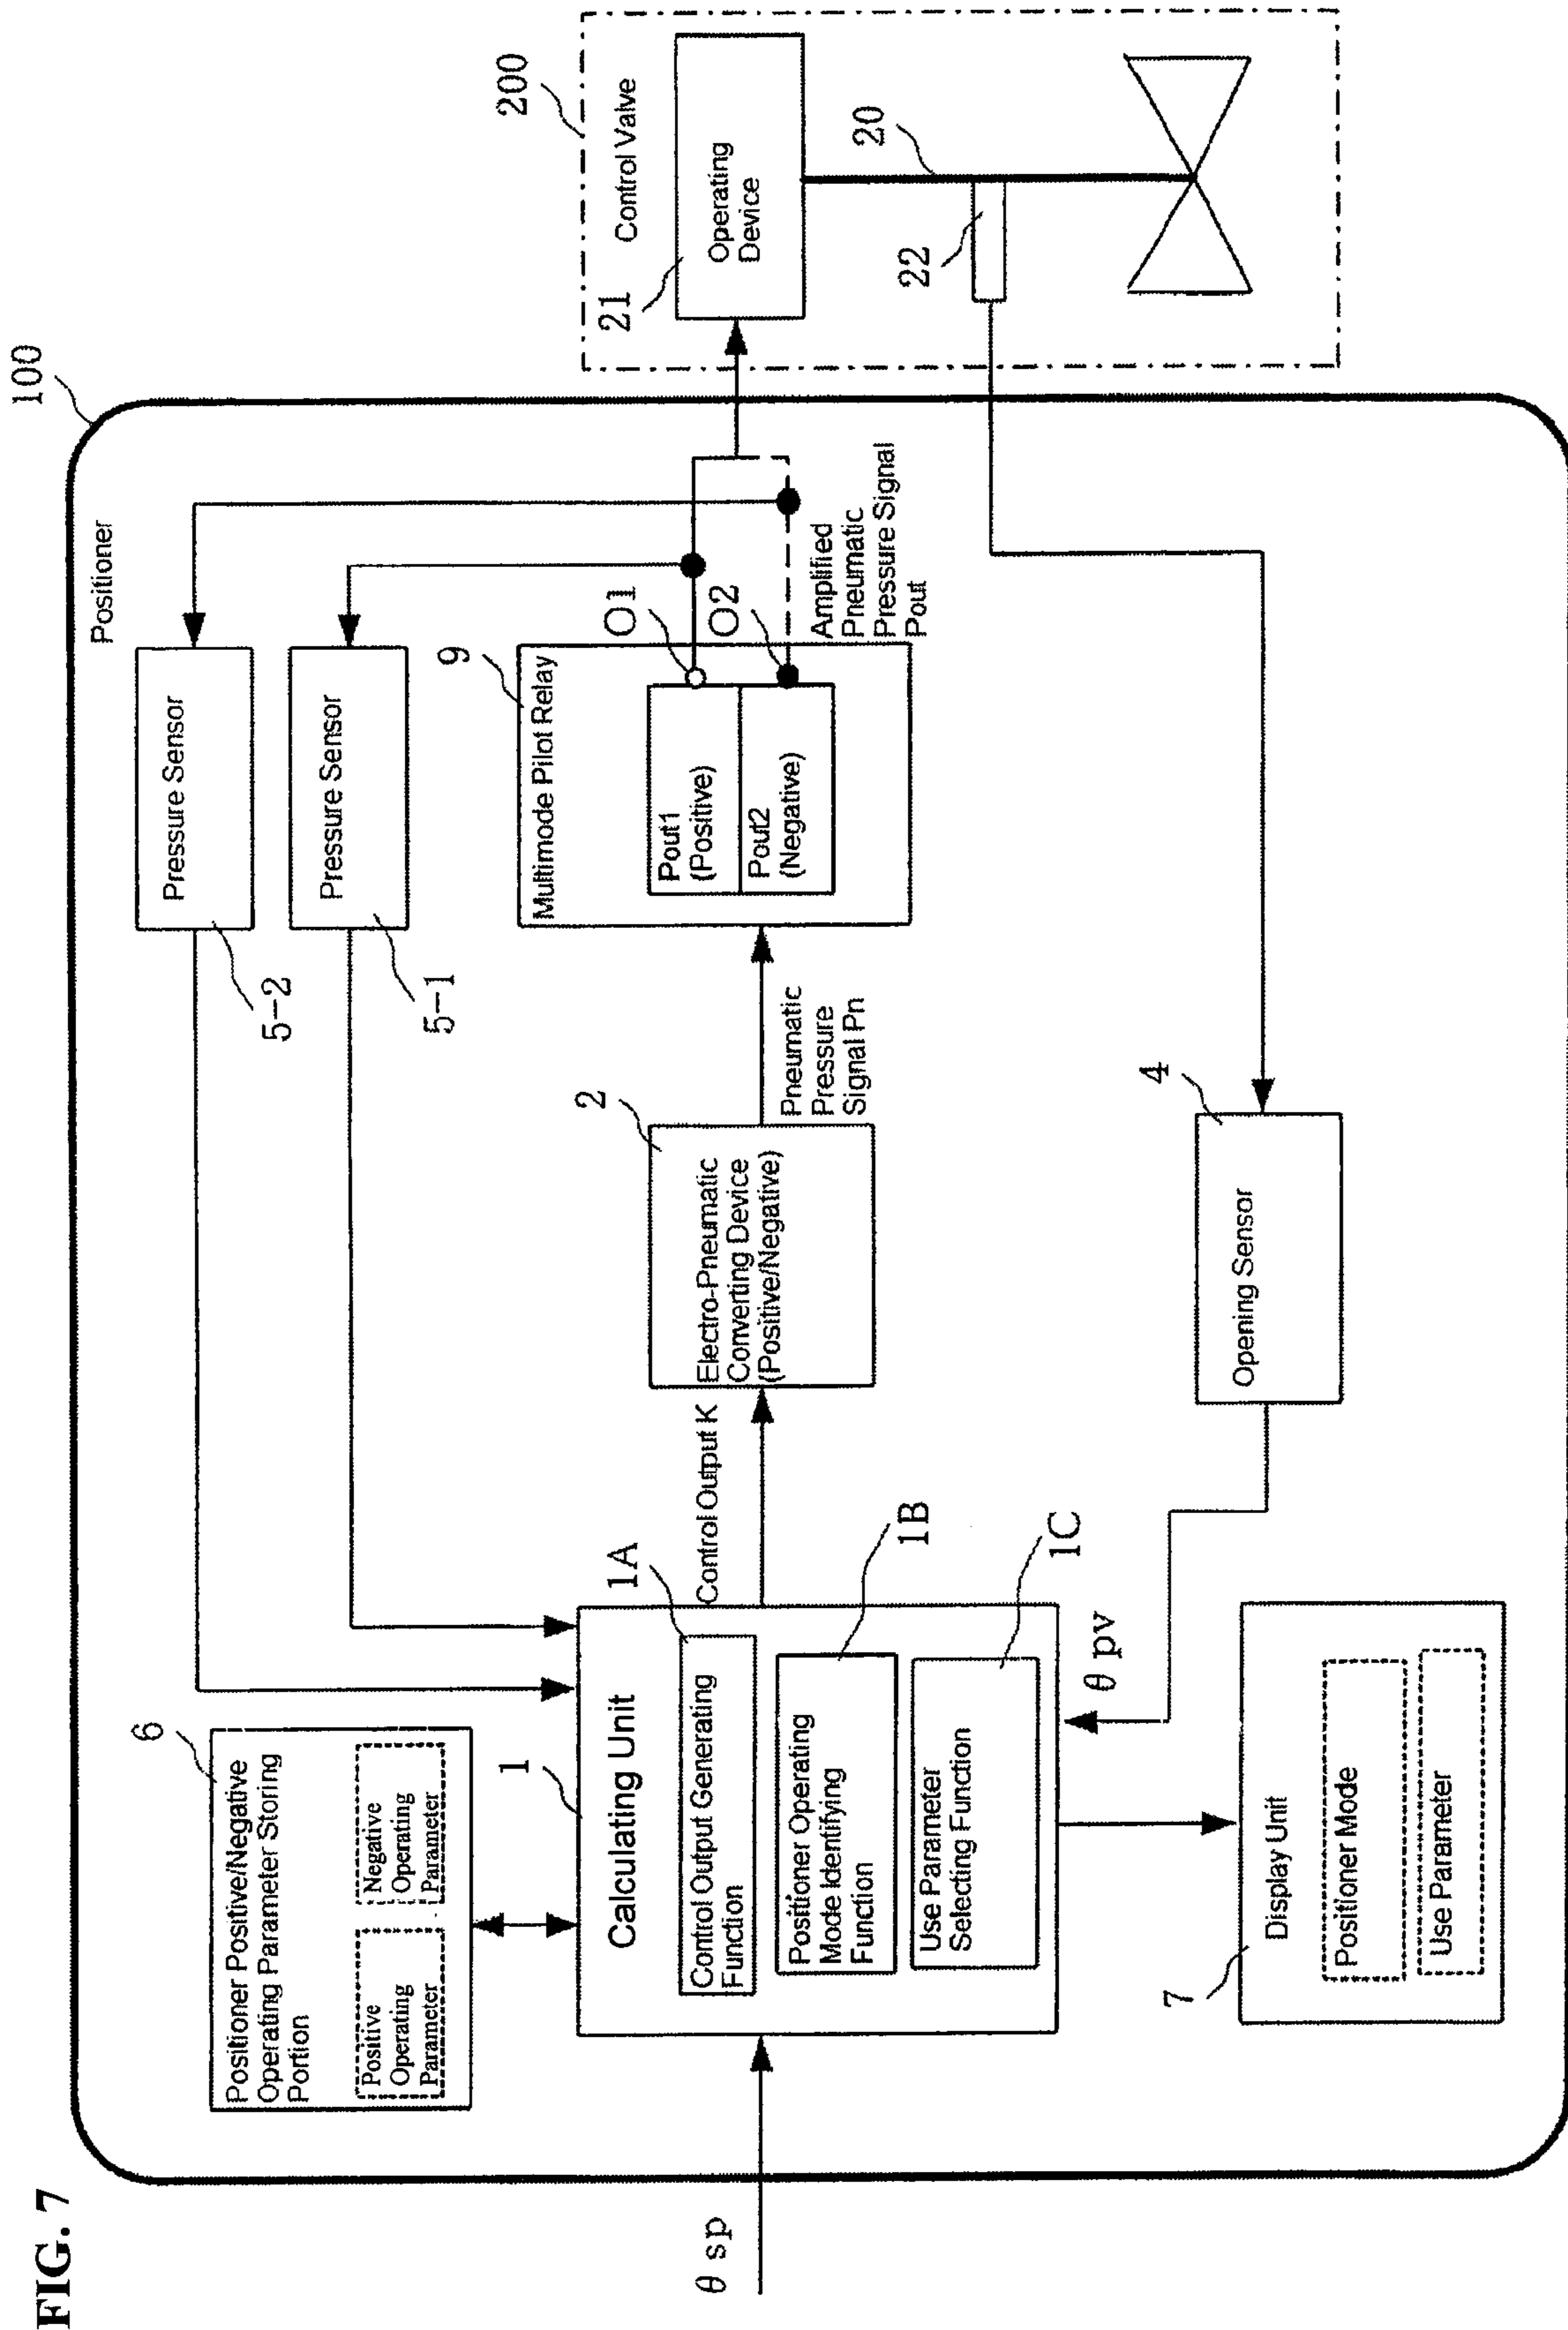 FIG. 7
100
Positioner
200
Control Valve
21
Operating
Device
20
22
Pressure Sensor
5-2
Pressure Sensor
5-1
6
Positioner Positive/Negative
Operating Parameter Storing
Portion
Positive
Operating
Parameter
Negative
Operating
Parameter
θ sp
1
Calculating Unit
1A
Control Output Generating
Function
1B
Positioner Operating
Mode Identifying
Function
1C
Use Parameter
Selecting Function
Control Output K
2
Electro-Pneumatic
Converting Device
(Positive/Negative)
Pneumatic
Pressure
Signal Pn
9
Multimode Pilot Relay
Pout1
(Positive)
Pout2
(Negative)
O1
O2
Amplified
Pneumatic
Pressure Signal
Pout
θ pv
4
Opening Sensor
7
Display Unit
Positioner Mode
Use Parameter